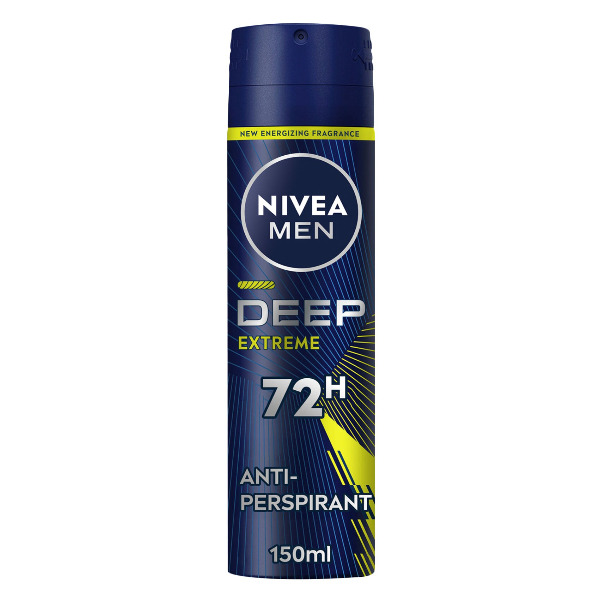 NEW ENERGIZING FRAGRANCE
NIVEA
MEN
DEEP
EXTREME
72H
ANTI-
PERSPIRANT
150ml